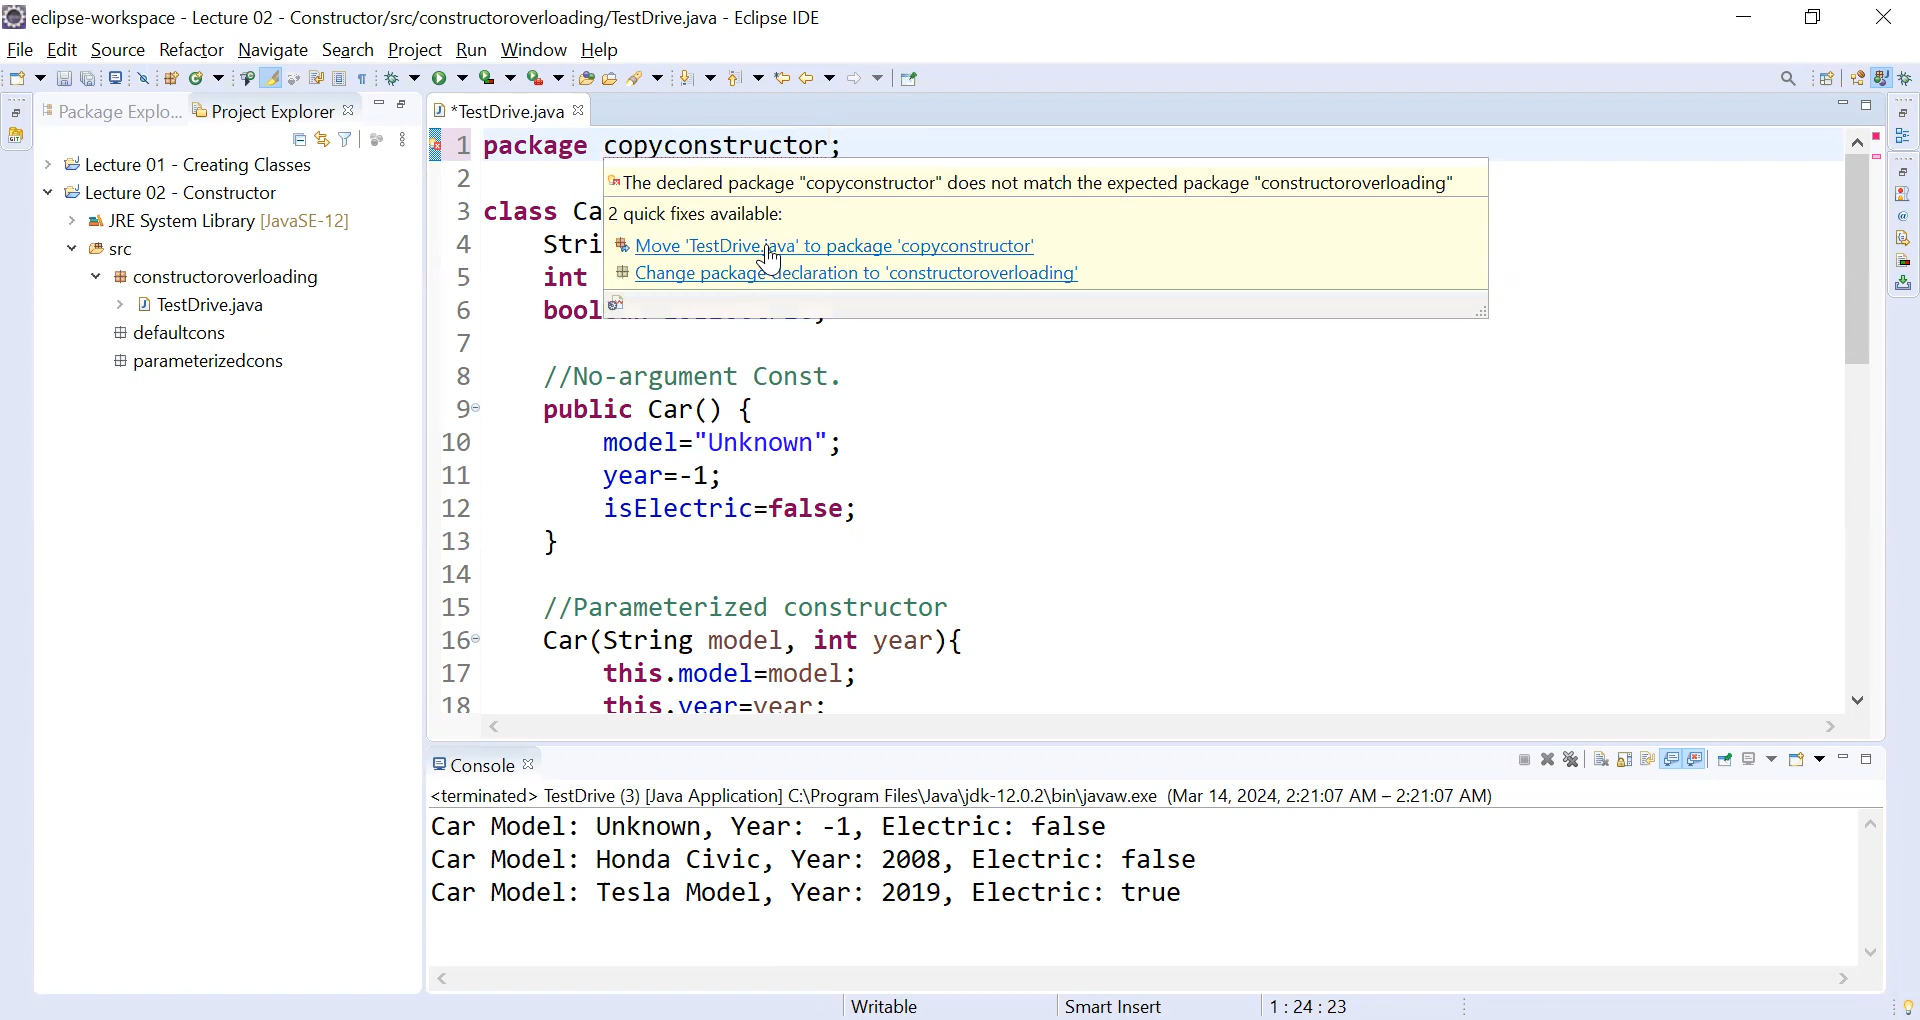 eclipse-workspace - Lecture 02 - Constructor/src/constructoroverloading/TestDrive.java - Eclipse IDE
File Edit Source Refactor Navigate Search Project Run Window Help
Package Explo... Project Explorer
*TestDrive.java
Lecture 01 - Creating Classes
Lecture 02 - Constructor
JRE System Library [JavaSE-12]
src
constructoroverloading
TestDrive.java
defaultcons
parameterizedcons
1 package copyconstructor;
2
3 class Ca
4 Stri
5 int
6 bool
7
8 //No-argument Const.
9 public Car() {
10 model="Unknown";
11 year=-1;
12 isElectric=false;
13 }
14
15 //Parameterized constructor
16 Car(String model, int year){
17 this.model=model;
18 this.year=year;
The declared package "copyconstructor" does not match the expected package "constructoroverloading"
2 quick fixes available:
Move 'TestDrive.java' to package 'copyconstructor'
Change package declaration to 'constructoroverloading'
Console
<terminated> TestDrive (3) [Java Application] C:\Program Files\Java\jdk-12.0.2\bin\javaw.exe (Mar 14, 2024, 2:21:07 AM – 2:21:07 AM)
Car Model: Unknown, Year: -1, Electric: false
Car Model: Honda Civic, Year: 2008, Electric: false
Car Model: Tesla Model, Year: 2019, Electric: true
Writable Smart Insert 1 : 24 : 23